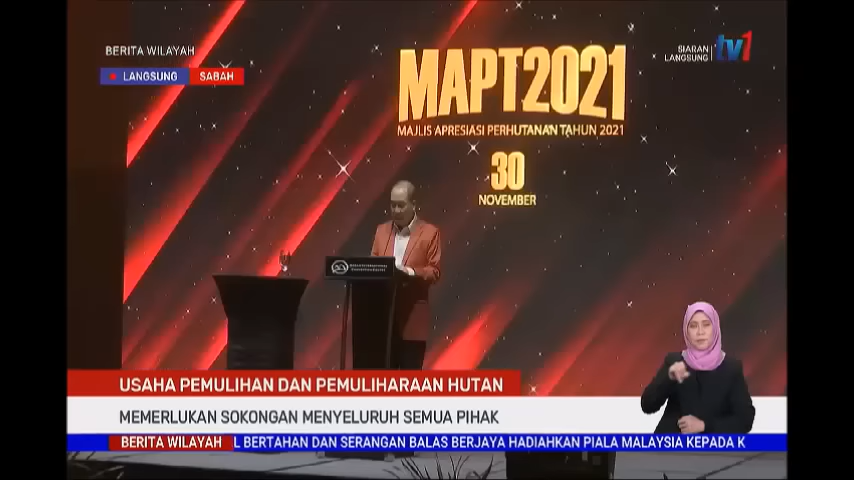 BERITA WILAYAH
LANGSUNG
SABAH
SIARAN
LANGSUNG
tv1
MAPT2021
MAJLIS APRESIASI PERHUTANAN TAHUN 2021
30
NOVEMBER
USAHA PEMULIHAN DAN PEMULIHARAAN HUTAN
MEMERLUKAN SOKONGAN MENYELURUH SEMUA PIHAK
BERITA WILAYAH
L BERTAHAN DAN SERANGAN BALAS BERJAYA HADIAHKAN PIALA MALAYSIA KEPADA K